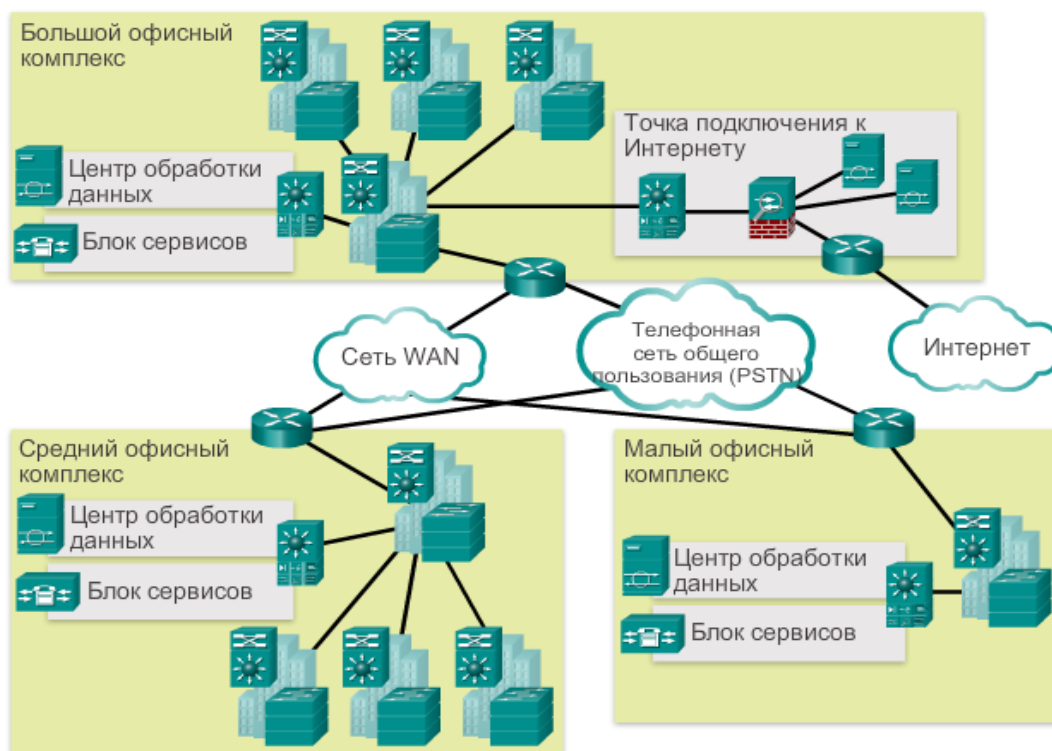 Большой офисный
комплекс
Центр обработки
данных
Блок сервисов
Точка подключения к
Интернету
Сеть WAN
Телефонная
сеть общего
пользования (PSTN)
Интернет
Средний офисный
комплекс
Центр обработки
данных
Блок сервисов
Малый офисный
комплекс
Центр обработки
данных
Блок сервисов